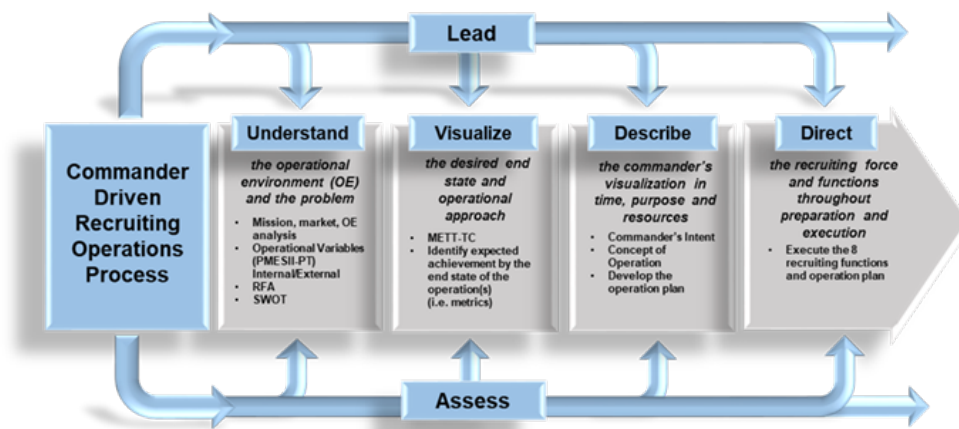 Lead
Commander
Driven
Recruiting
Operations
Process
Understand
the operational
environment (OE)
and the problem
• Mission, market, OE
analysis
• Operational Variables
(PMESII-PT)
Internal/External
• RFA
• SWOT
Visualize
the desired end
state and
operational
approach
• METT-TC
• Identify expected
achievement by the
end state of the
operation(s)
(i.e. metrics)
Describe
the commander's
visualization in
time, purpose and
resources
• Commander's Intent
• Concept of
Operation
• Develop the
operation plan
Direct
the recruiting force
and functions
throughout
preparation and
execution
• Execute the 8
recruiting functions
and operation plan
Assess